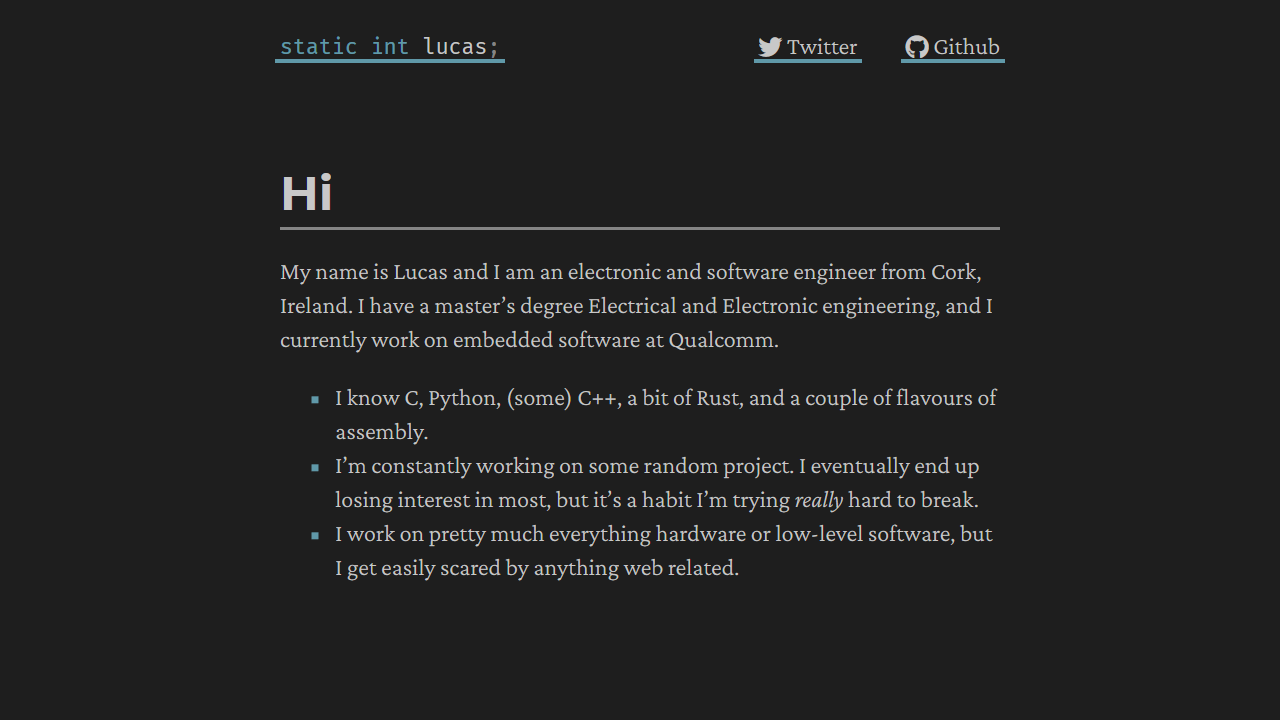 static int lucas;
Twitter
Github
Hi
My name is Lucas and I am an electronic and software engineer from Cork,
Ireland. I have a master’s degree Electrical and Electronic engineering, and I
currently work on embedded software at Qualcomm.
I know C, Python, (some) C++, a bit of Rust, and a couple of flavours of
assembly.
I’m constantly working on some random project. I eventually end up
losing interest in most, but it’s a habit I’m trying really hard to break.
I work on pretty much everything hardware or low-level software, but
I get easily scared by anything web related.